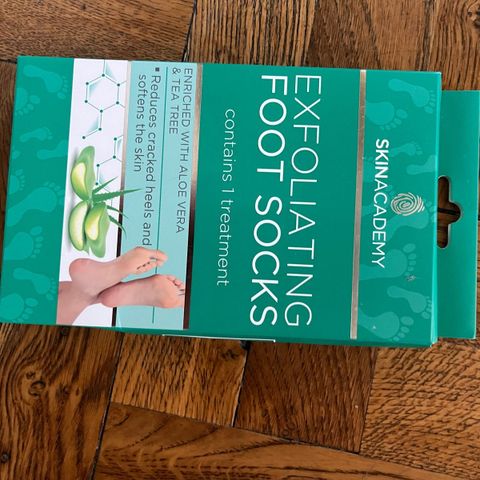 SKINACADEMY
EXFOLIATING
FOOT SOCKS
contains 1 treatment
ENRICHED WITH ALOE VERA
& TEA TREE
▪ Reduces cracked heels and
softens the skin